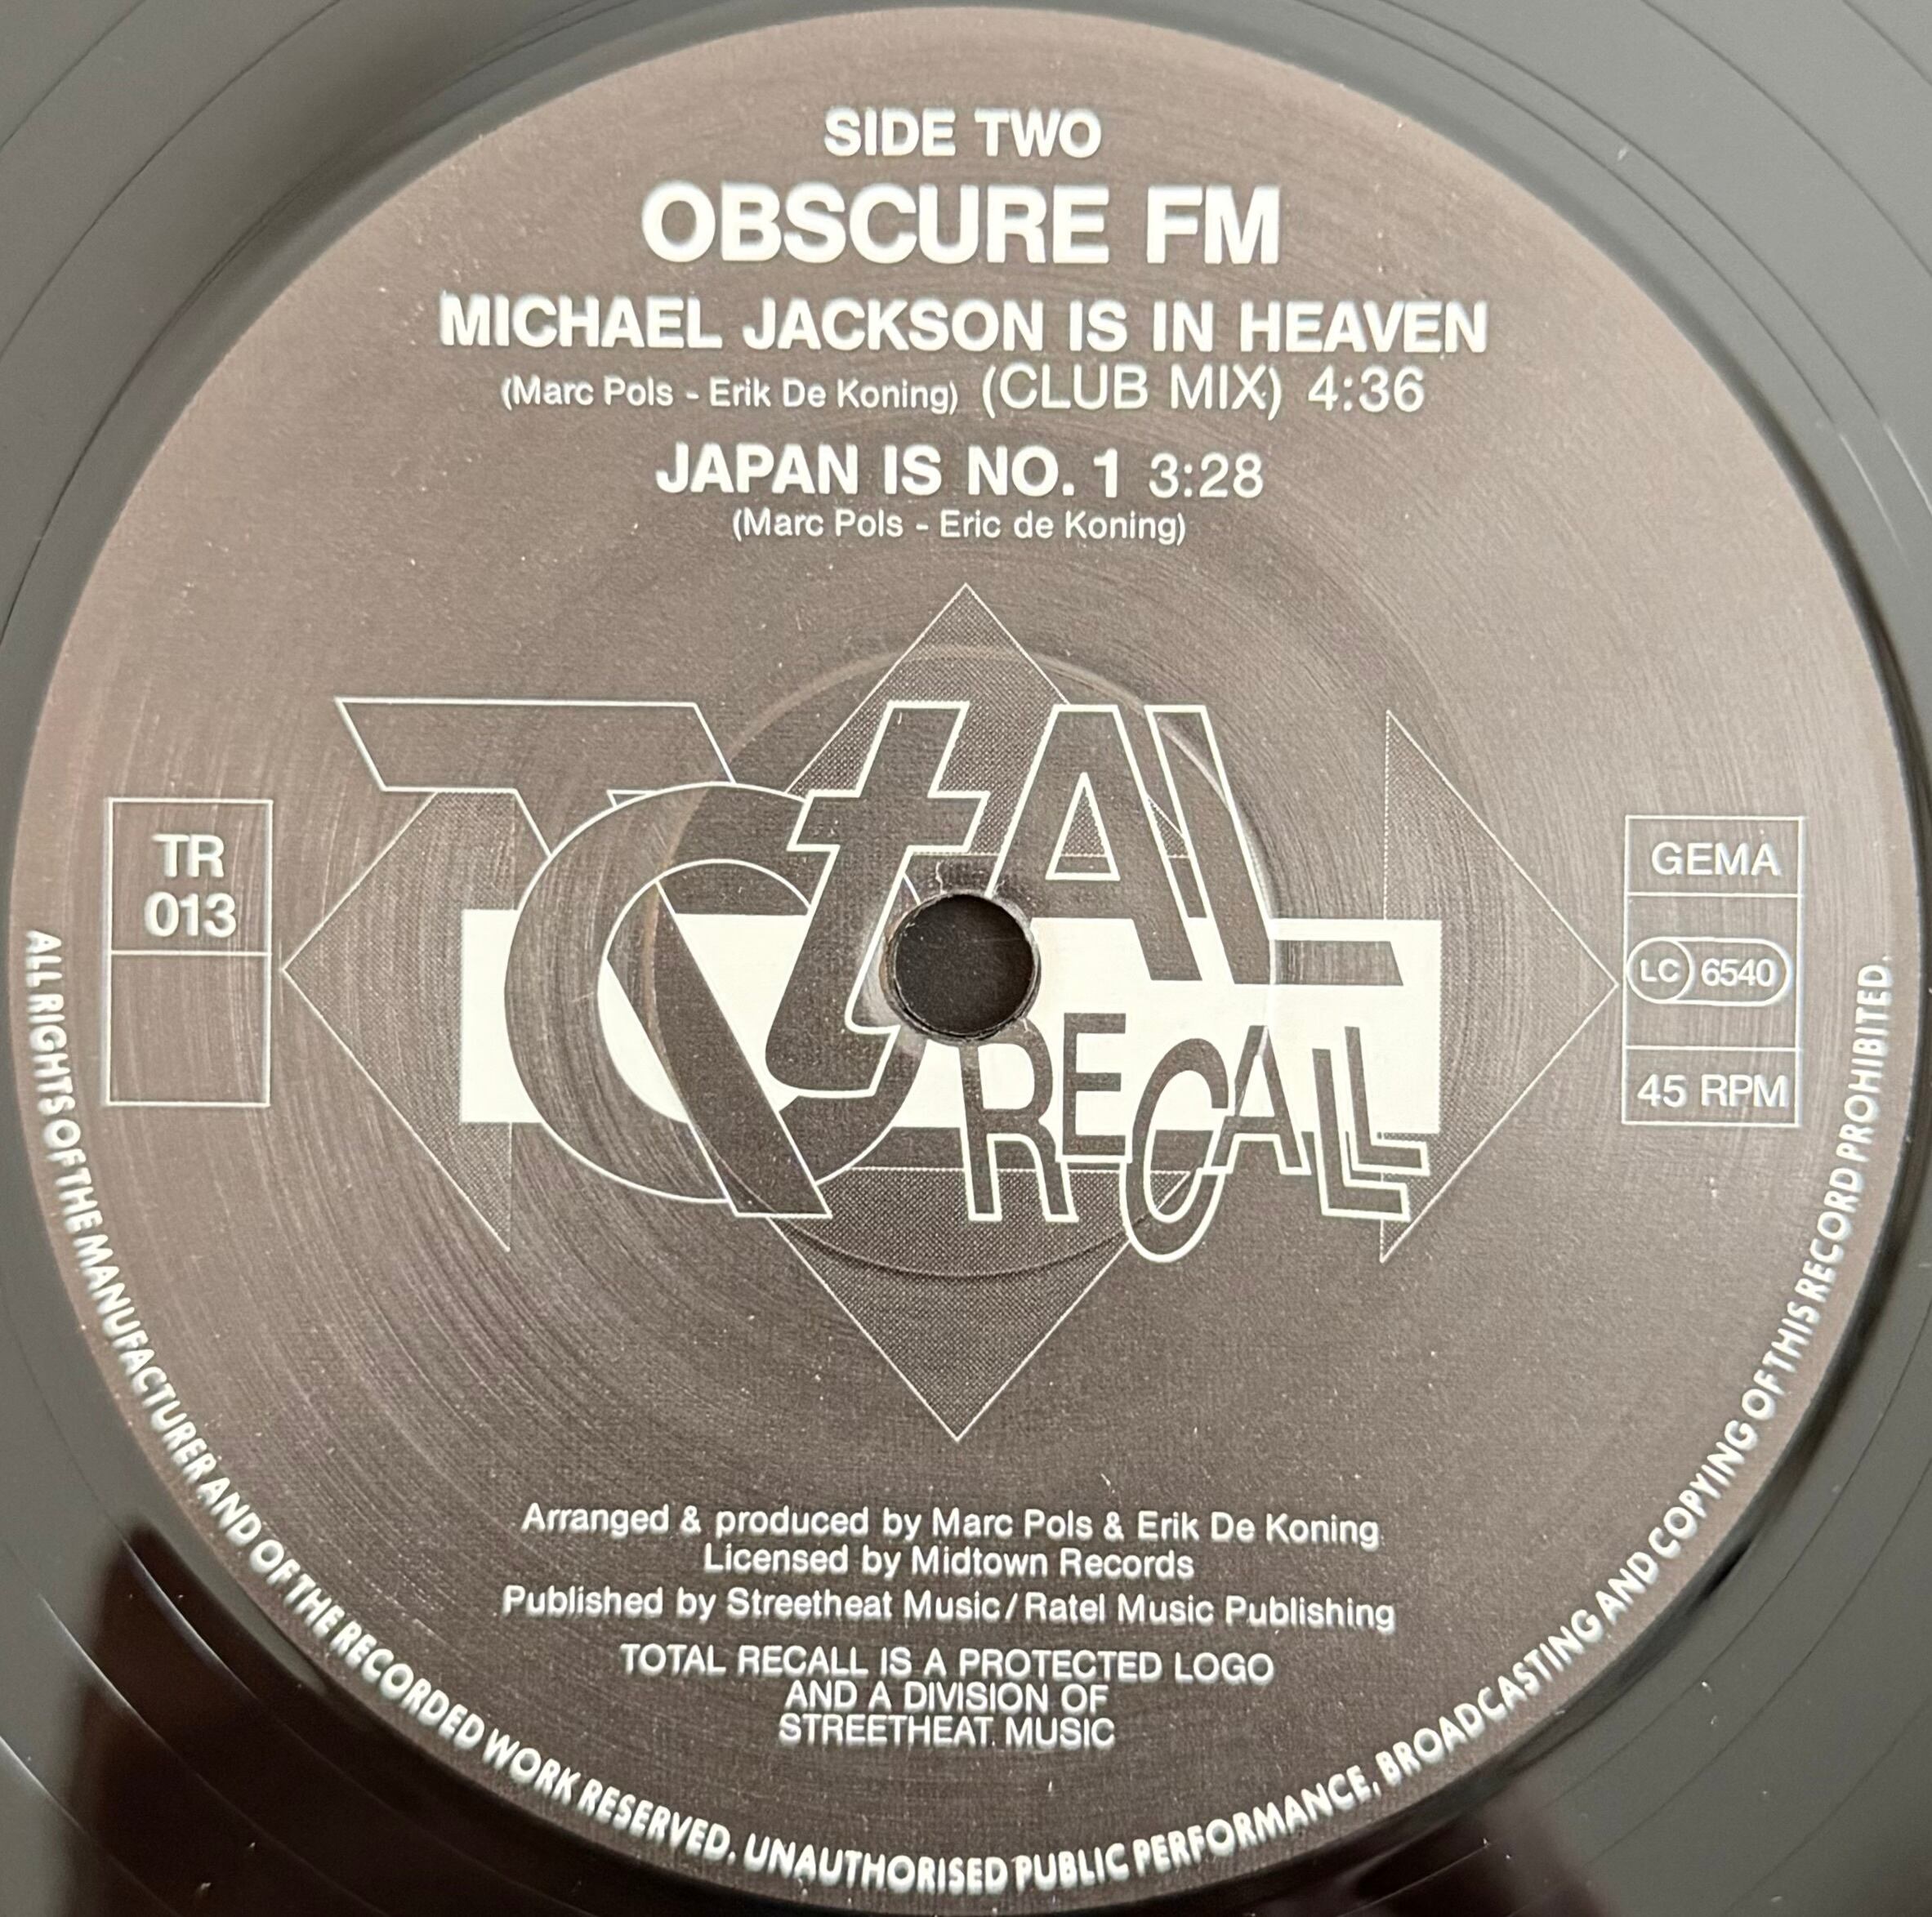 SIDE TWO
OBSCURE FM
MICHAEL JACKSON IS IN HEAVEN
(Marc Pols - Erik De Koning) (CLUB MIX) 4:36
JAPAN IS NO. 1 3:28
(Marc Pols - Eric de Koning)
TOtAL
RECALL
TR
013
GEMA
LC 6540
45 RPM
Arranged & produced by Marc Pols & Erik De Koning
Licensed by Midtown Records
Published by Streetheat Music/Ratel Music Publishing
TOTAL RECALL IS A PROTECTED LOGO
AND A DIVISION OF
STREETHEAT MUSIC
ALL RIGHTS OF THE MANUFACTURER AND OF THE RECORDED WORK RESERVED. UNAUTHORISED PUBLIC PERFORMANCE, BROADCASTING AND COPYING OF THIS RECORD PROHIBITED.